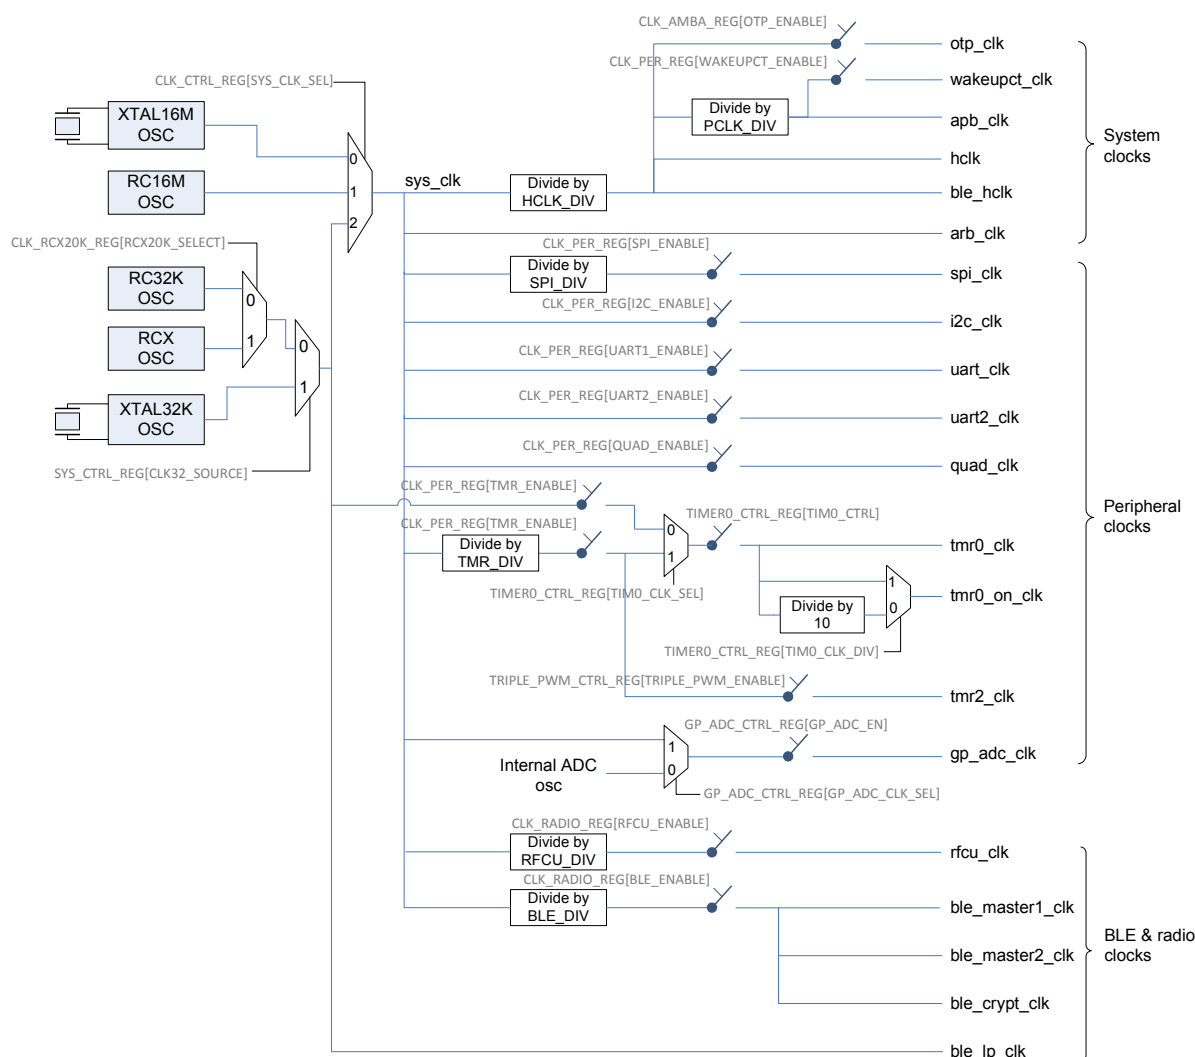 CLK_AMBA_REG[OTP_ENABLE]
otp_clk
CLK_PER_REG[WAKEUPCT_ENABLE]
wakeupct_clk
CLK_CTRL_REG[SYS_CLK_SEL]
XTAL16M
OSC
Divide by
PCLK_DIV
apb_clk
System
clocks
0
hclk
RC16M
OSC
1
sys_clk
Divide by
HCLK_DIV
ble_hclk
2
arb_clk
CLK_RCX20K_REG[RCX20K_SELECT]
CLK_PER_REG[SPI_ENABLE]
RC32K
OSC
0
Divide by
SPI_DIV
spi_clk
CLK_PER_REG[I2C_ENABLE]
i2c_clk
RCX
OSC
1
0
CLK_PER_REG[UART1_ENABLE]
uart_clk
1
XTAL32K
OSC
CLK_PER_REG[UART2_ENABLE]
uart2_clk
CLK_PER_REG[QUAD_ENABLE]
quad_clk
SYS_CTRL_REG[CLK32_SOURCE]
CLK_PER_REG[TMR_ENABLE]
TIMER0_CTRL_REG[TIM0_CTRL]
Peripheral
clocks
CLK_PER_REG[TMR_ENABLE]
0
Divide by
TMR_DIV
1
tmr0_clk
TIMER0_CTRL_REG[TIM0_CLK_SEL]
1
tmr0_on_clk
Divide by
10
0
TIMER0_CTRL_REG[TIM0_CLK_DIV]
TRIPLE_PWM_CTRL_REG[TRIPLE_PWM_ENABLE]
tmr2_clk
GP_ADC_CTRL_REG[GP_ADC_EN]
1
gp_adc_clk
Internal ADC
osc
0
GP_ADC_CTRL_REG[GP_ADC_CLK_SEL]
CLK_RADIO_REG[RFCU_ENABLE]
Divide by
RFCU_DIV
rfcu_clk
CLK_RADIO_REG[BLE_ENABLE]
Divide by
BLE_DIV
ble_master1_clk
BLE & radio
clocks
ble_master2_clk
ble_crypt_clk
ble_lp_clk